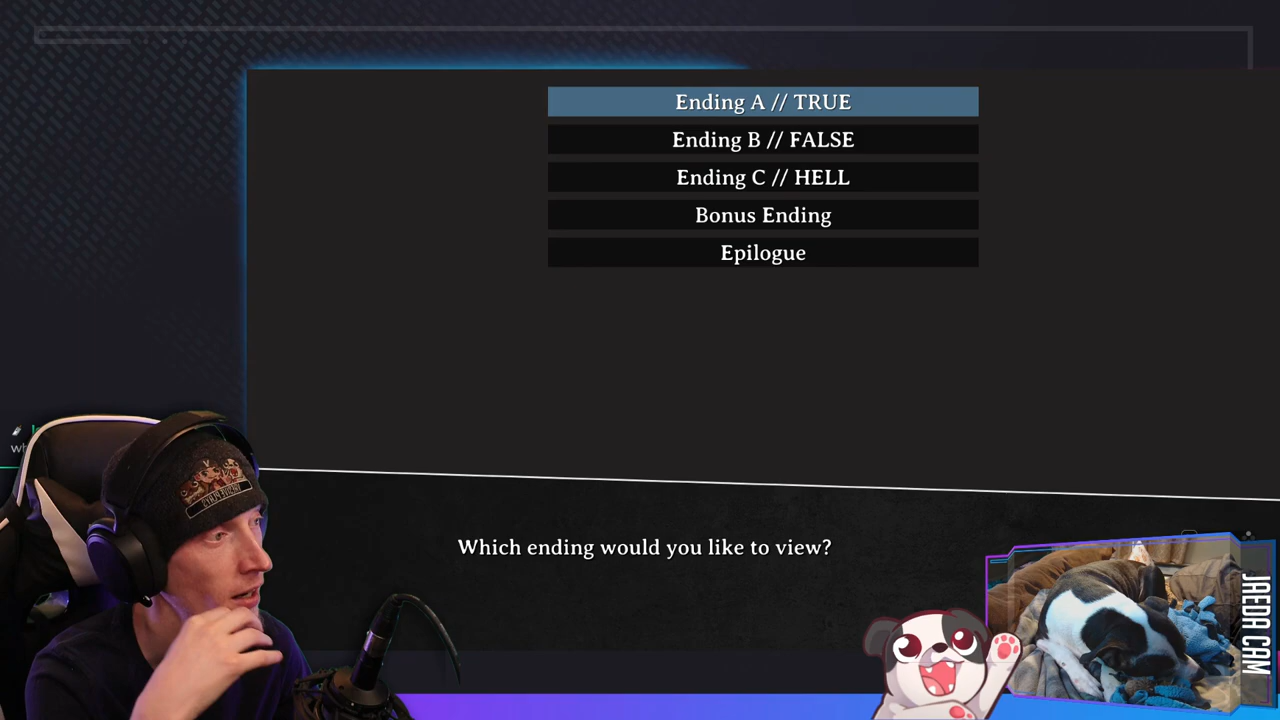 Ending A // TRUE
Ending B // FALSE
Ending C // HELL
Bonus Ending
Epilogue
Which ending would you like to view?
JAEDA CAM